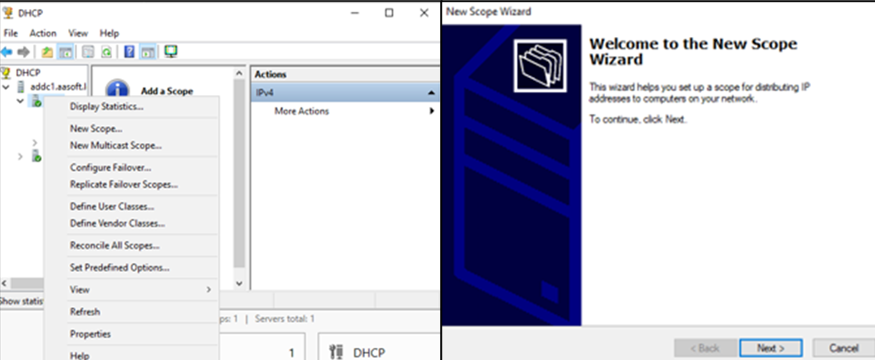 DHCP
File Action View Help
DHCP
addc1.aasoft.l
Add a Scope
Actions
IPv4
More Actions
Display Statistics...
New Scope...
New Multicast Scope...
Configure Failover...
Replicate Failover Scopes...
Define User Classes...
Define Vendor Classes...
Reconcile All Scopes...
Set Predefined Options...
View
Refresh
Properties
Help
Show statis
ps: 1 | Servers total: 1
1
DHCP
New Scope Wizard
Welcome to the New Scope
Wizard
This wizard helps you set up a scope for distributing IP
addresses to computers on your network.
To continue, click Next.
< Back
Next >
Cancel